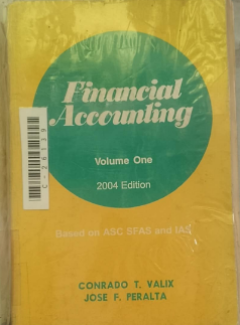 Financial
Accounting
Volume One
2004 Edition
Based on ASC SFAS and IAS
CONRADO T. VALIX
JOSE F. PERALTA